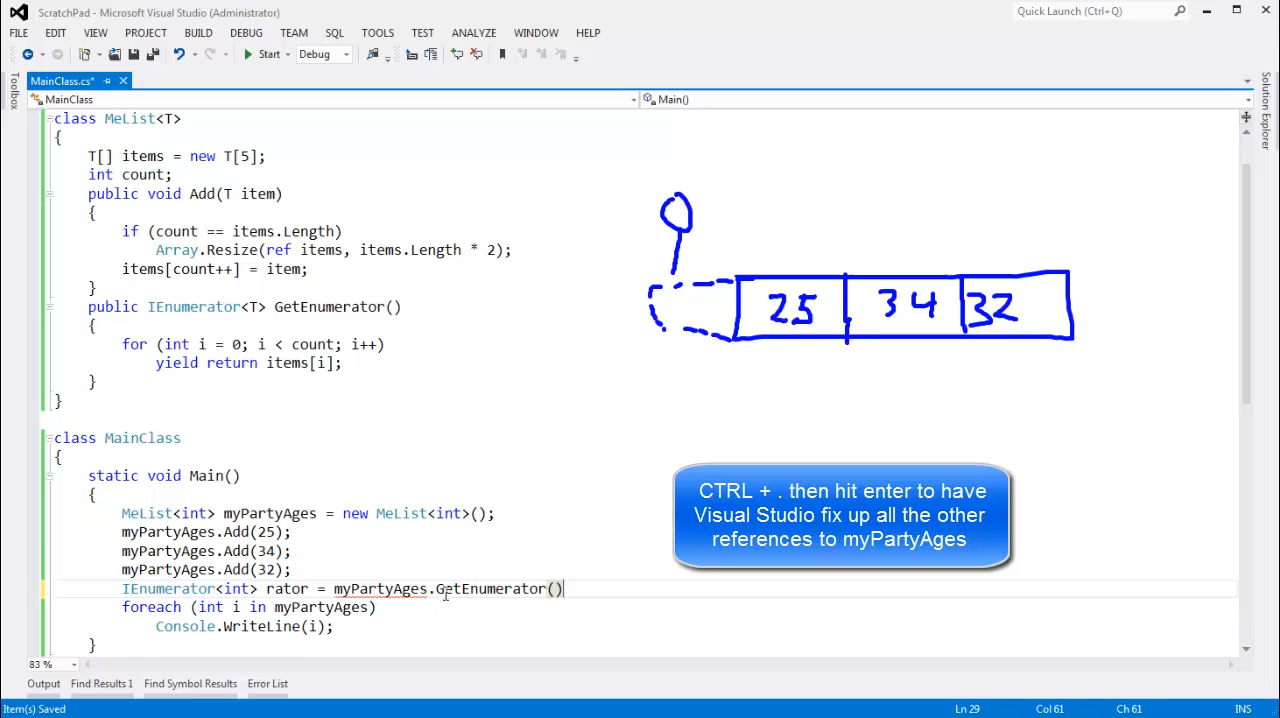 ScratchPad - Microsoft Visual Studio (Administrator)
Quick Launch (Ctrl+Q)
FILE EDIT VIEW PROJECT BUILD DEBUG TEAM SQL TOOLS TEST ANALYZE WINDOW HELP
Start Debug
MainClass.cs*
MainClass
Main()
Toolbox
Solution Explorer
class MeList<T>
{
T[] items = new T[5];
int count;
public void Add(T item)
{
if (count == items.Length)
Array.Resize(ref items, items.Length * 2);
items[count++] = item;
}
public IEnumerator<T> GetEnumerator()
{
for (int i = 0; i < count; i++)
yield return items[i];
}
}
25 34 32
class MainClass
{
static void Main()
{
MeList<int> myPartyAges = new MeList<int>();
myPartyAges.Add(25);
myPartyAges.Add(34);
myPartyAges.Add(32);
IEnumerator<int> rator = myPartyAges.GetEnumerator()
foreach (int i in myPartyAges)
Console.WriteLine(i);
}
CTRL + . then hit enter to have
Visual Studio fix up all the other
references to myPartyAges
83 %
Output Find Results 1 Find Symbol Results Error List
Item(s) Saved
Ln 29 Col 61 Ch 61 INS